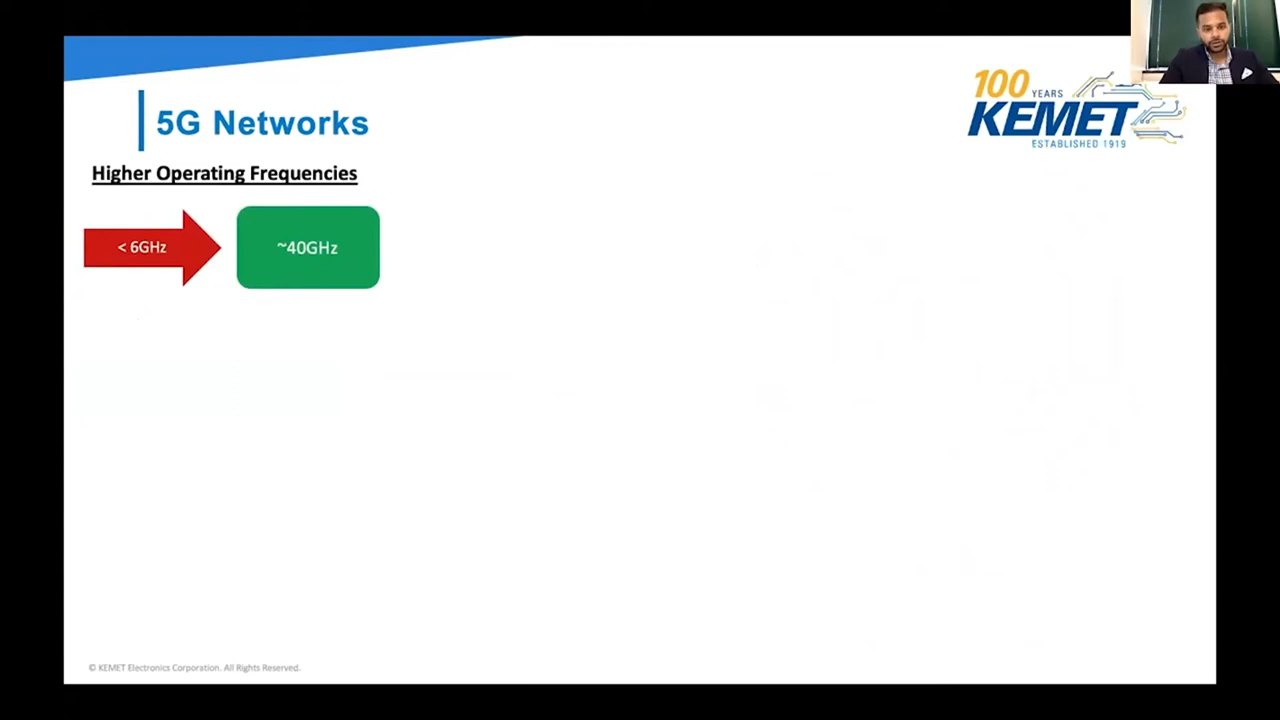 5G Networks
100 YEARS
KEMET
ESTABLISHED 1919
Higher Operating Frequencies
< 6GHz
~40GHz
© KEMET Electronics Corporation. All Rights Reserved.